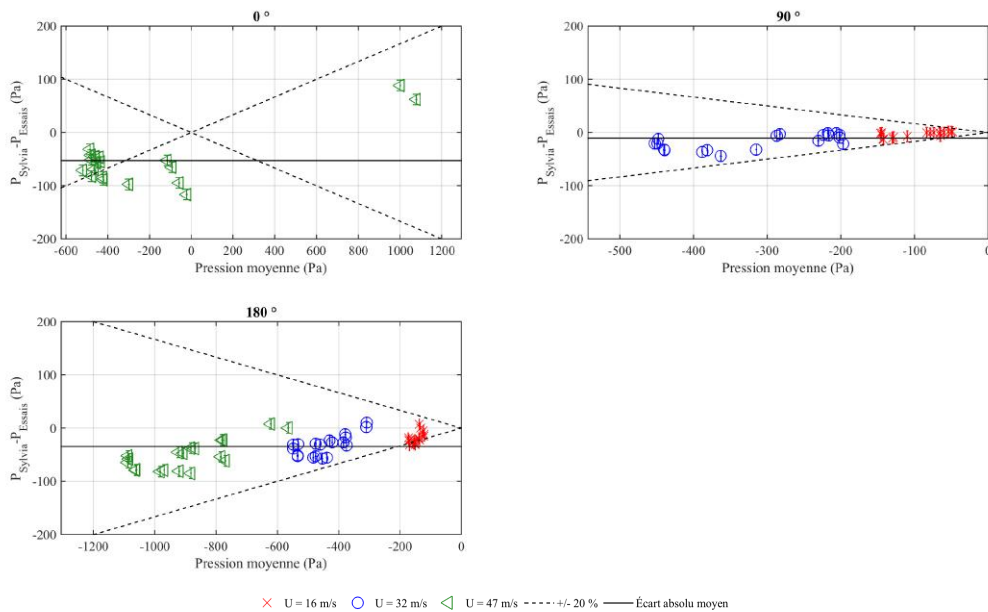 0 °
200
100
0
-100
-200
P Sylvia-P Essais (Pa)
-600 -400 -200 0 200 400 600 800 1000 1200
Pression moyenne (Pa)
90 °
200
100
0
-100
-200
P Sylvia-P Essais (Pa)
-500 -400 -300 -200 -100 0
Pression moyenne (Pa)
180 °
200
100
0
-100
-200
P Sylvia-P Essais (Pa)
-1200 -1000 -800 -600 -400 -200 0
Pression moyenne (Pa)
U = 16 m/s U = 32 m/s U = 47 m/s +/- 20 % Écart absolu moyen